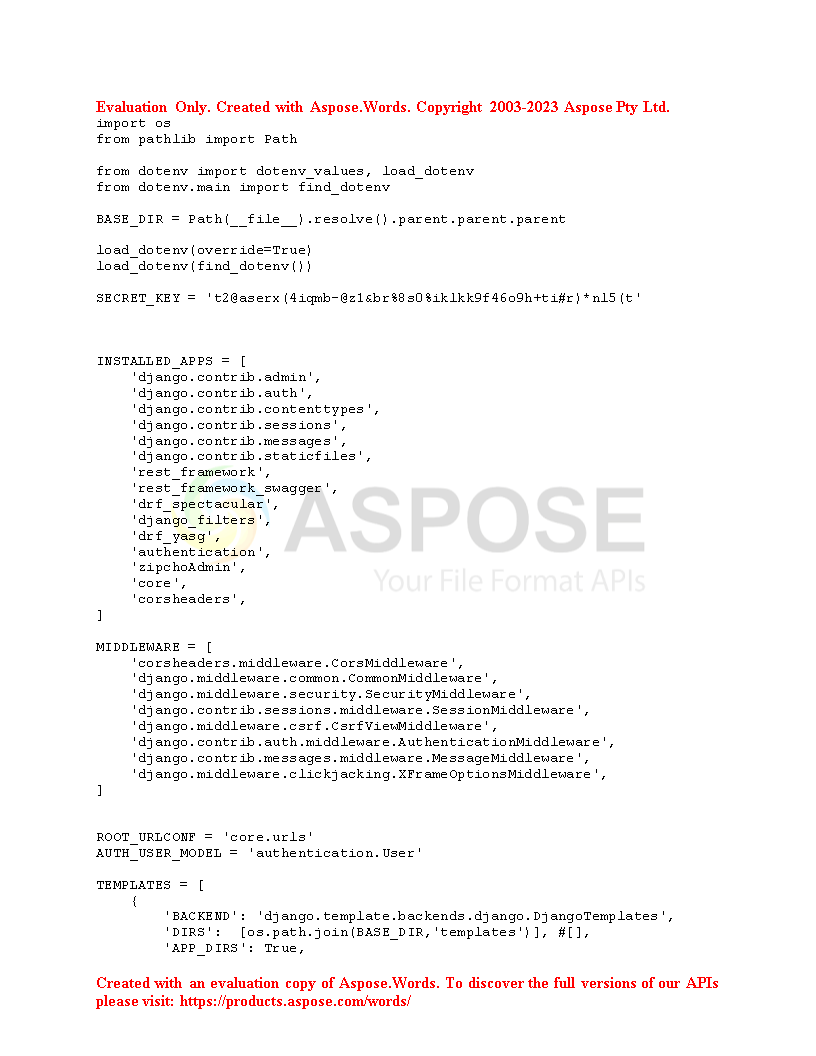 Evaluation Only. Created with Aspose.Words. Copyright 2003-2023 Aspose Pty Ltd.
import os
from pathlib import Path

from dotenv import dotenv_values, load_dotenv
from dotenv.main import find_dotenv

BASE_DIR = Path(__file__).resolve().parent.parent.parent

load_dotenv(override=True)
load_dotenv(find_dotenv())

SECRET_KEY = 't2@aserx(4iqmb-@z1&br%8s0%iklkk9f46o9h+ti#r)*nl5(t'

INSTALLED_APPS = [
    'django.contrib.admin',
    'django.contrib.auth',
    'django.contrib.contenttypes',
    'django.contrib.sessions',
    'django.contrib.messages',
    'django.contrib.staticfiles',
    'rest_framework',
    'rest_framework_swagger',
    'drf_spectacular',
    'django_filters',
    'drf_yasg',
    'authentication',
    'zipchoAdmin',
    'core',
    'corsheaders',
]
ASPOSE
Your File Format APIs

MIDDLEWARE = [
    'corsheaders.middleware.CorsMiddleware',
    'django.middleware.common.CommonMiddleware',
    'django.middleware.security.SecurityMiddleware',
    'django.contrib.sessions.middleware.SessionMiddleware',
    'django.middleware.csrf.CsrfViewMiddleware',
    'django.contrib.auth.middleware.AuthenticationMiddleware',
    'django.contrib.messages.middleware.MessageMiddleware',
    'django.middleware.clickjacking.XFrameOptionsMiddleware',
]

ROOT_URLCONF = 'core.urls'
AUTH_USER_MODEL = 'authentication.User'

TEMPLATES = [
    {
        'BACKEND': 'django.template.backends.django.DjangoTemplates',
        'DIRS':  [os.path.join(BASE_DIR,'templates')], #[],
        'APP_DIRS': True,
Created with an evaluation copy of Aspose.Words. To discover the full versions of our APIs
please visit: https://products.aspose.com/words/